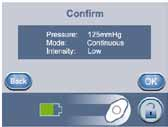 Confirm
Pressure: 125mmHg
Mode: Continuous
Intensity: Low
Back
OK